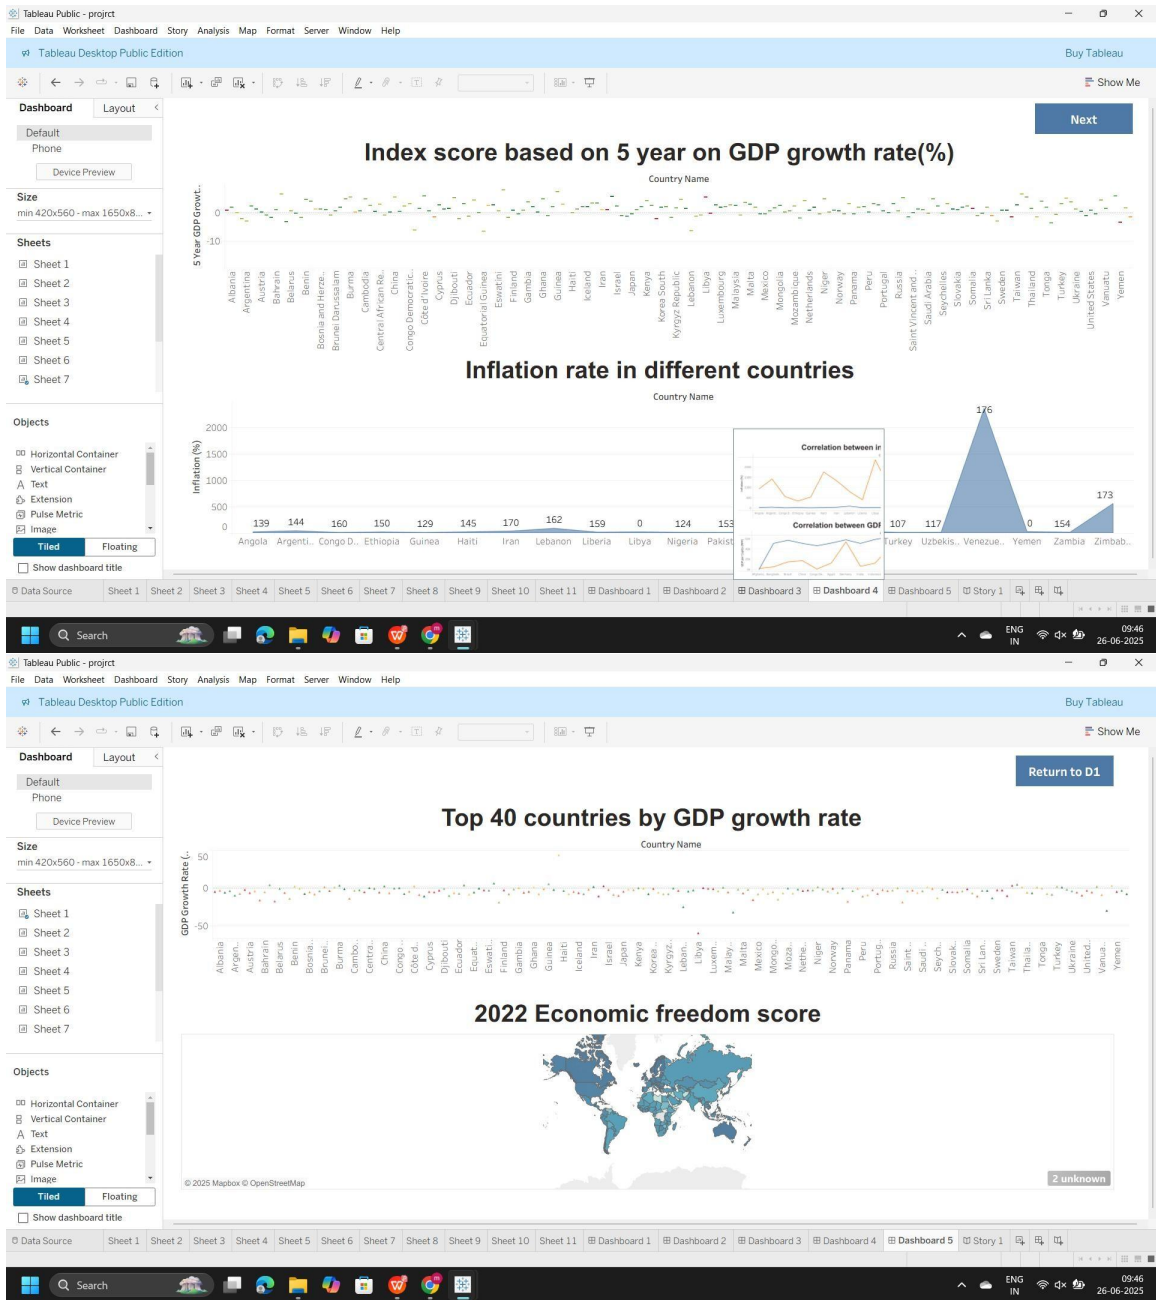 Tableau Public - projrct
File Data Worksheet Dashboard Story Analysis Map Format Server Window Help
Tableau Desktop Public Edition Buy Tableau
Show Me
Dashboard Layout
Default
Phone
Device Preview
Size
min 420x560 - max 1650x8...
Sheets
Sheet 1
Sheet 2
Sheet 3
Sheet 4
Sheet 5
Sheet 6
Sheet 7
Objects
Horizontal Container
Vertical Container
Text
Extension
Pulse Metric
Image
Tiled Floating
Show dashboard title
Next
Index score based on 5 year on GDP growth rate(%)
Country Name
5 Year GDP Growt..
0
-10
Albania Argentina Austria Bahrain Belarus Benin Bosnia and Herze.. Brunei Darussalam Burma Cambodia Central African Re.. China Congo Democratic.. Côte d'Ivoire Cyprus Djibouti Ecuador Equatorial Guinea Eswatini Finland Gambia Ghana Guinea Haiti Iceland Iran Israel Japan Kenya Korea South Kyrgyz Republic Lebanon Libya Luxembourg Malaysia Malta Mexico Mongolia Mozambique Netherlands Niger Norway Panama Peru Portugal Russia Saint Vincent and .. Saudi Arabia Seychelles Slovakia Somalia Sri Lanka Sweden Taiwan Thailand Tonga Turkey Ukraine United States Vanuatu Yemen
Inflation rate in different countries
Country Name
Inflation (%)
2000
1500
1000
500
0
139 144 160 150 129 145 170 162 159 0 124 153 107 117 176 0 154 173
Angola Argenti.. Congo D.. Ethiopia Guinea Haiti Iran Lebanon Liberia Libya Nigeria Pakist Turkey Uzbekis.. Venezue.. Yemen Zambia Zimbab..
Correlation between in
Correlation between GDP
Data Source Sheet 1 Sheet 2 Sheet 3 Sheet 4 Sheet 5 Sheet 6 Sheet 7 Sheet 8 Sheet 9 Sheet 10 Sheet 11 Dashboard 1 Dashboard 2 Dashboard 3 Dashboard 4 Dashboard 5 Story 1
Search
ENG
IN
09:46
26-06-2025
Tableau Public - projrct
File Data Worksheet Dashboard Story Analysis Map Format Server Window Help
Tableau Desktop Public Edition Buy Tableau
Show Me
Dashboard Layout
Default
Phone
Device Preview
Size
min 420x560 - max 1650x8...
Sheets
Sheet 1
Sheet 2
Sheet 3
Sheet 4
Sheet 5
Sheet 6
Sheet 7
Objects
Horizontal Container
Vertical Container
Text
Extension
Pulse Metric
Image
Tiled Floating
Show dashboard title
Return to D1
Top 40 countries by GDP growth rate
Country Name
GDP Growth Rate (..
50
0
-50
Albania Argen.. Austria Bahrain Belarus Benin Bosnia.. Brunei.. Burma Cambo.. Centra.. China Congo .. Côte d.. Cyprus Djibouti Ecuador Equat.. Eswati.. Finland Gambia Ghana Guinea Haiti Iceland Iran Israel Japan Kenya Korea .. Kyrgyz.. Leban.. Libya Luxem.. Malay.. Malta Mexico Mongo.. Moza.. Nethe.. Niger Norway Panama Peru Portug.. Russia Saint.. Saudi .. Seych.. Slovak.. Somalia Sri Lan.. Sweden Taiwan Thaila.. Tonga Turkey Ukraine United.. Vanua.. Yemen
2022 Economic freedom score
© 2025 Mapbox © OpenStreetMap
2 unknown
Data Source Sheet 1 Sheet 2 Sheet 3 Sheet 4 Sheet 5 Sheet 6 Sheet 7 Sheet 8 Sheet 9 Sheet 10 Sheet 11 Dashboard 1 Dashboard 2 Dashboard 3 Dashboard 4 Dashboard 5 Story 1
Search
ENG
IN
09:46
26-06-2025